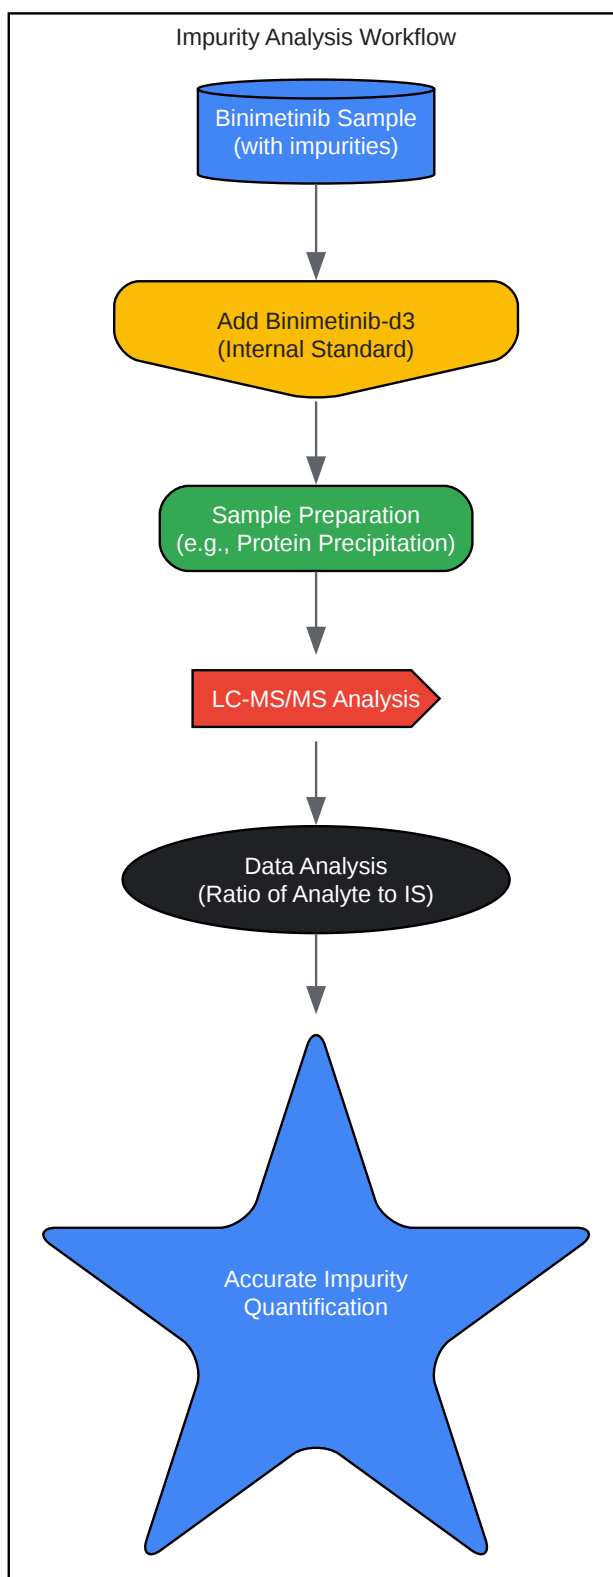 Impurity Analysis Workflow
Binimetinib Sample
(with impurities)
Add Binimetinib-d3
(Internal Standard)
Sample Preparation
(e.g., Protein Precipitation)
LC-MS/MS Analysis
Data Analysis
(Ratio of Analyte to IS)
Accurate Impurity
Quantification